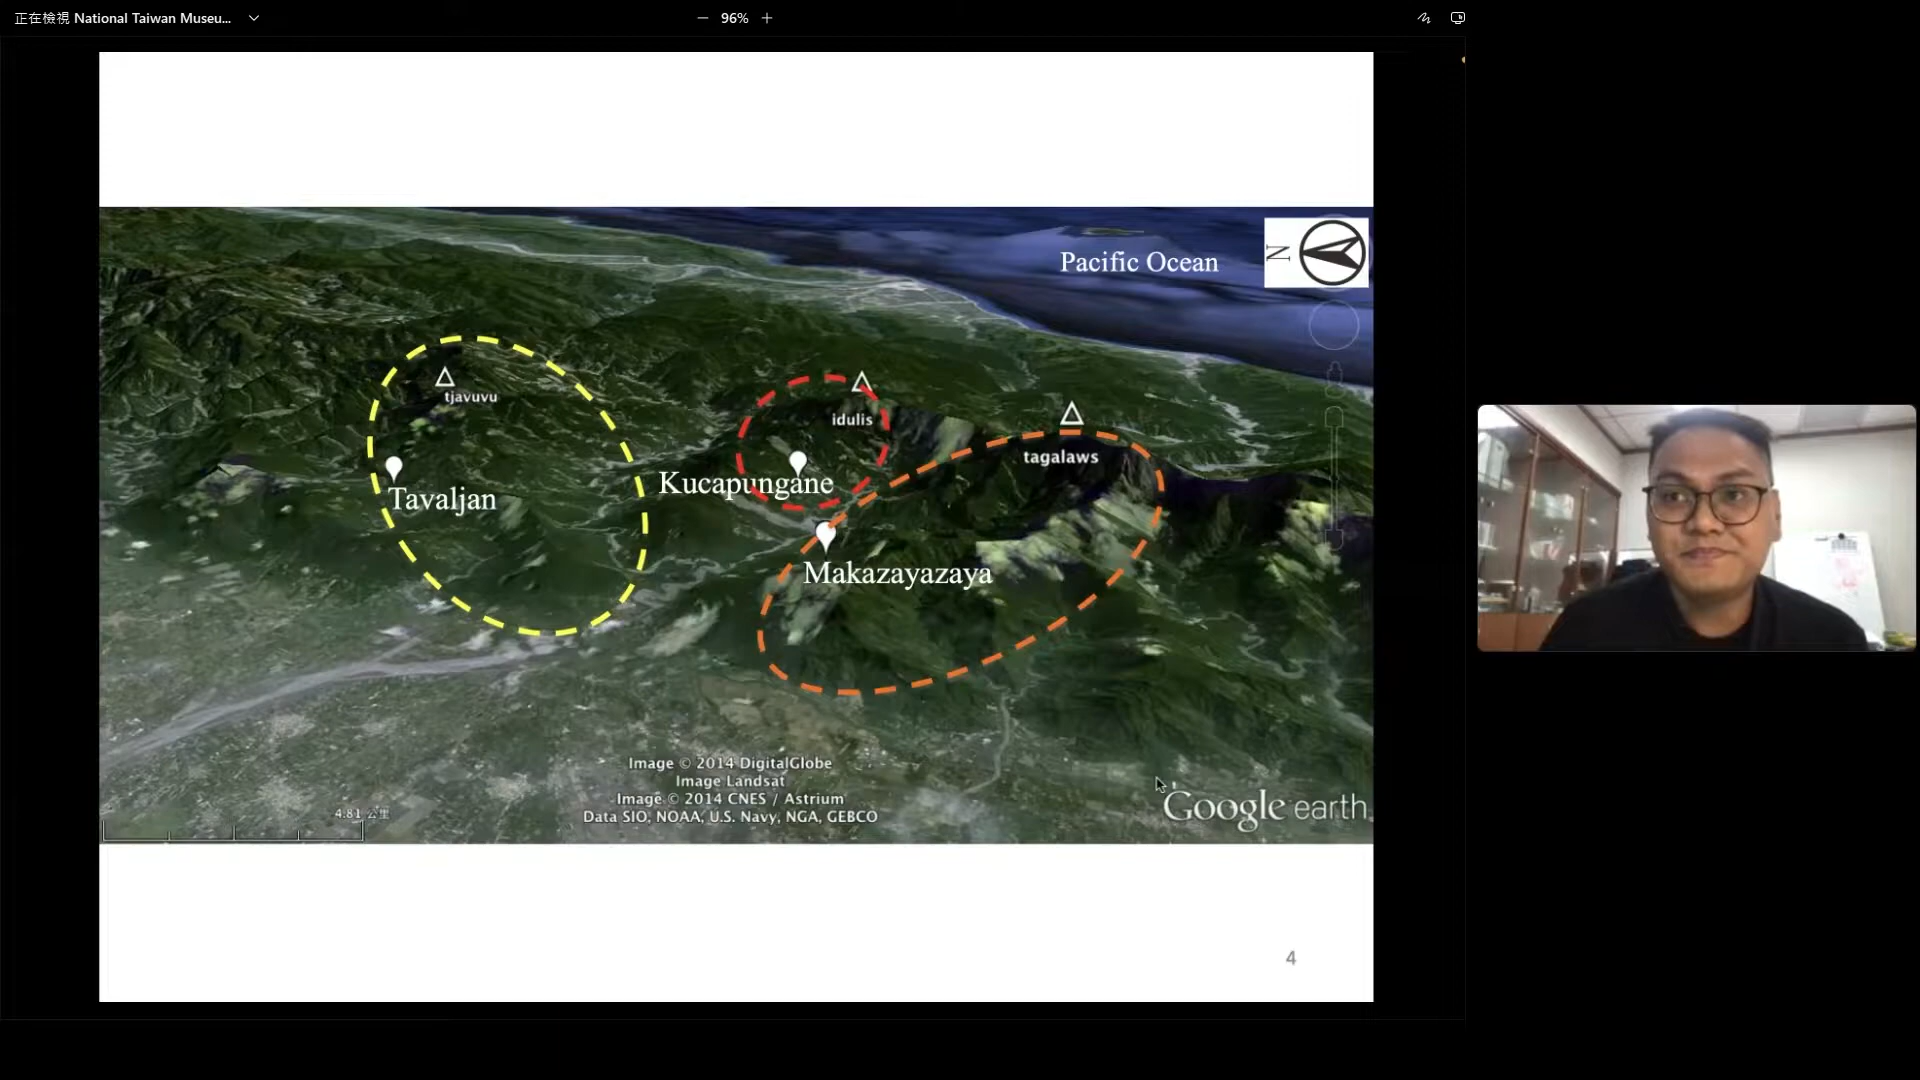 正在檢視 National Taiwan Museu...
96%
Pacific Ocean
N
tjavuvu
idulis
tagalaws
Kucapungane
Tavaljan
Makazayazaya
Image © 2014 DigitalGlobe
Image Landsat
Image © 2014 CNES / Astrium
Data SIO, NOAA, U.S. Navy, NGA, GEBCO
4.81 公里
Google earth
4